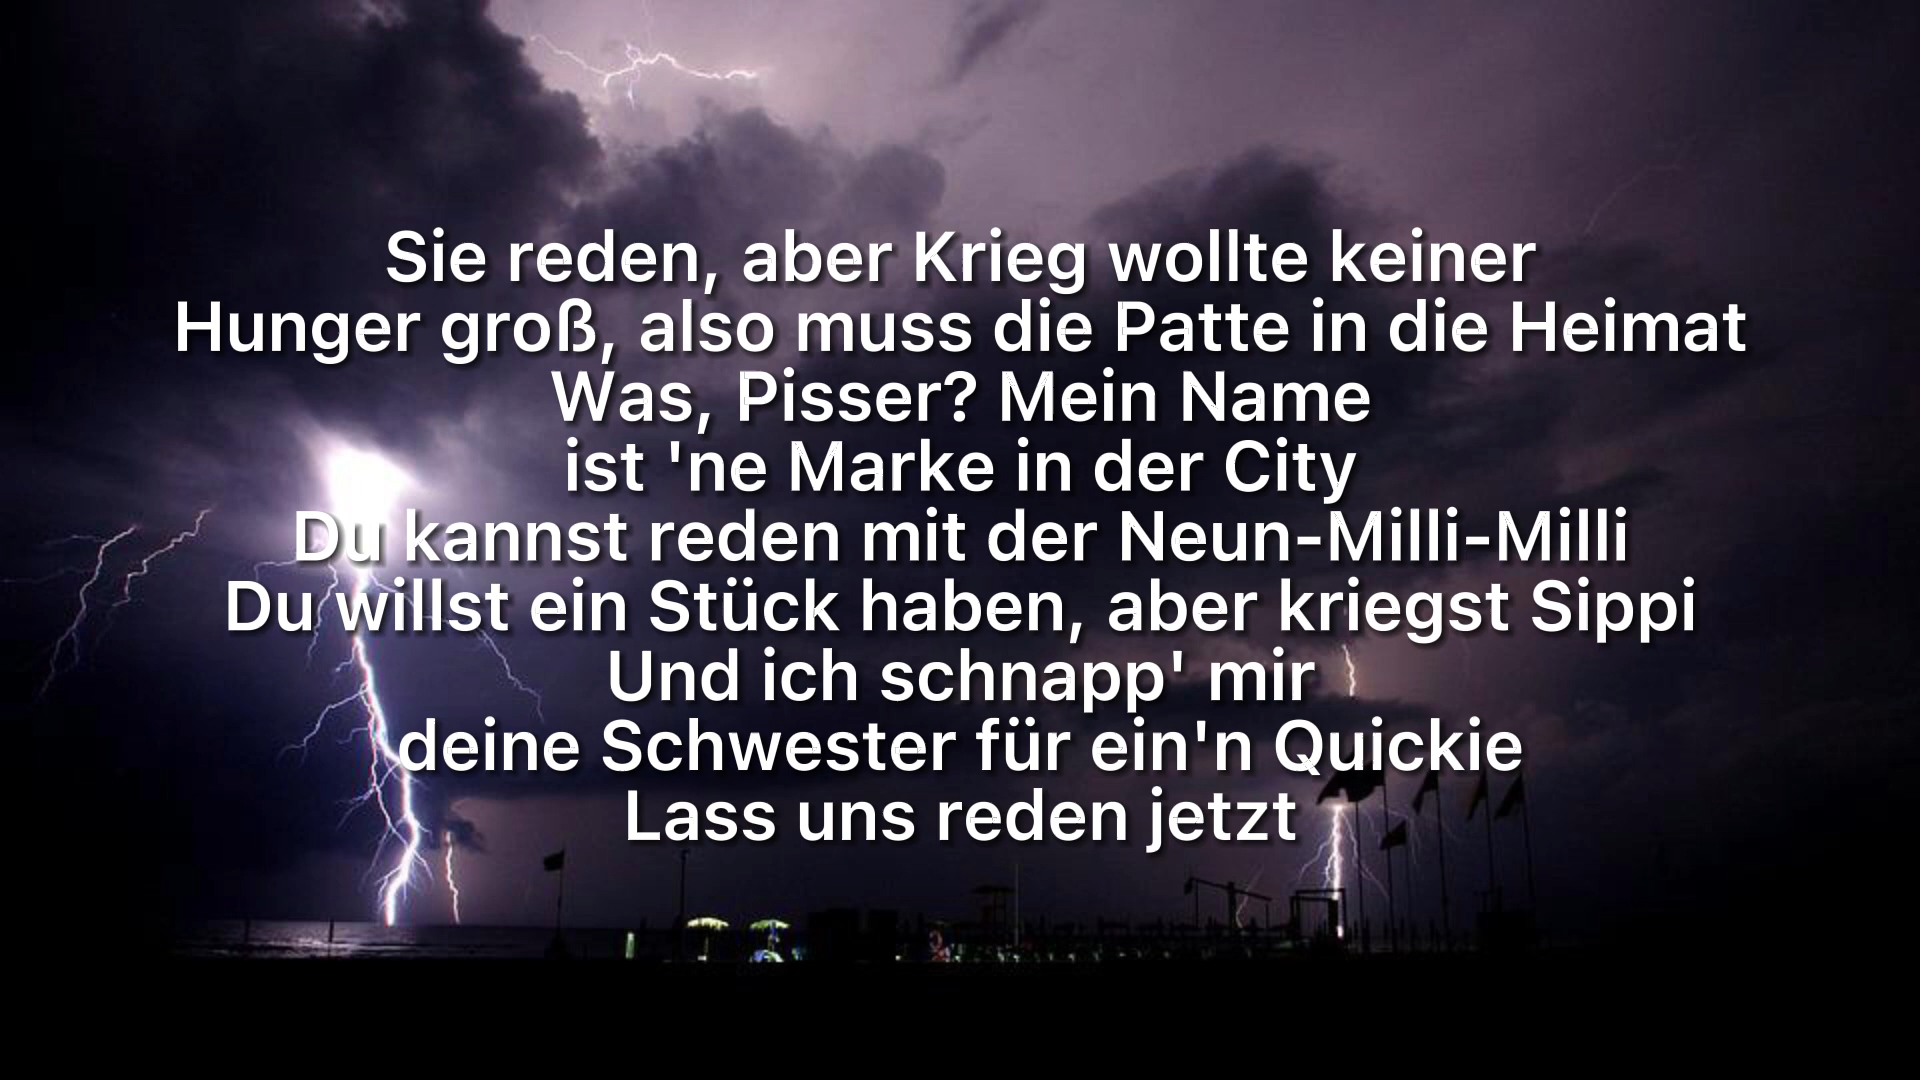 Sie reden, aber Krieg wollte keiner
Hunger groß, also muss die Patte in die Heimat
Was, Pisser? Mein Name
ist 'ne Marke in der City
Du kannst reden mit der Neun-Milli-Milli
Du willst ein Stück haben, aber kriegst Sippi
Und ich schnapp' mir
deine Schwester für ein'n Quickie
Lass uns reden jetzt